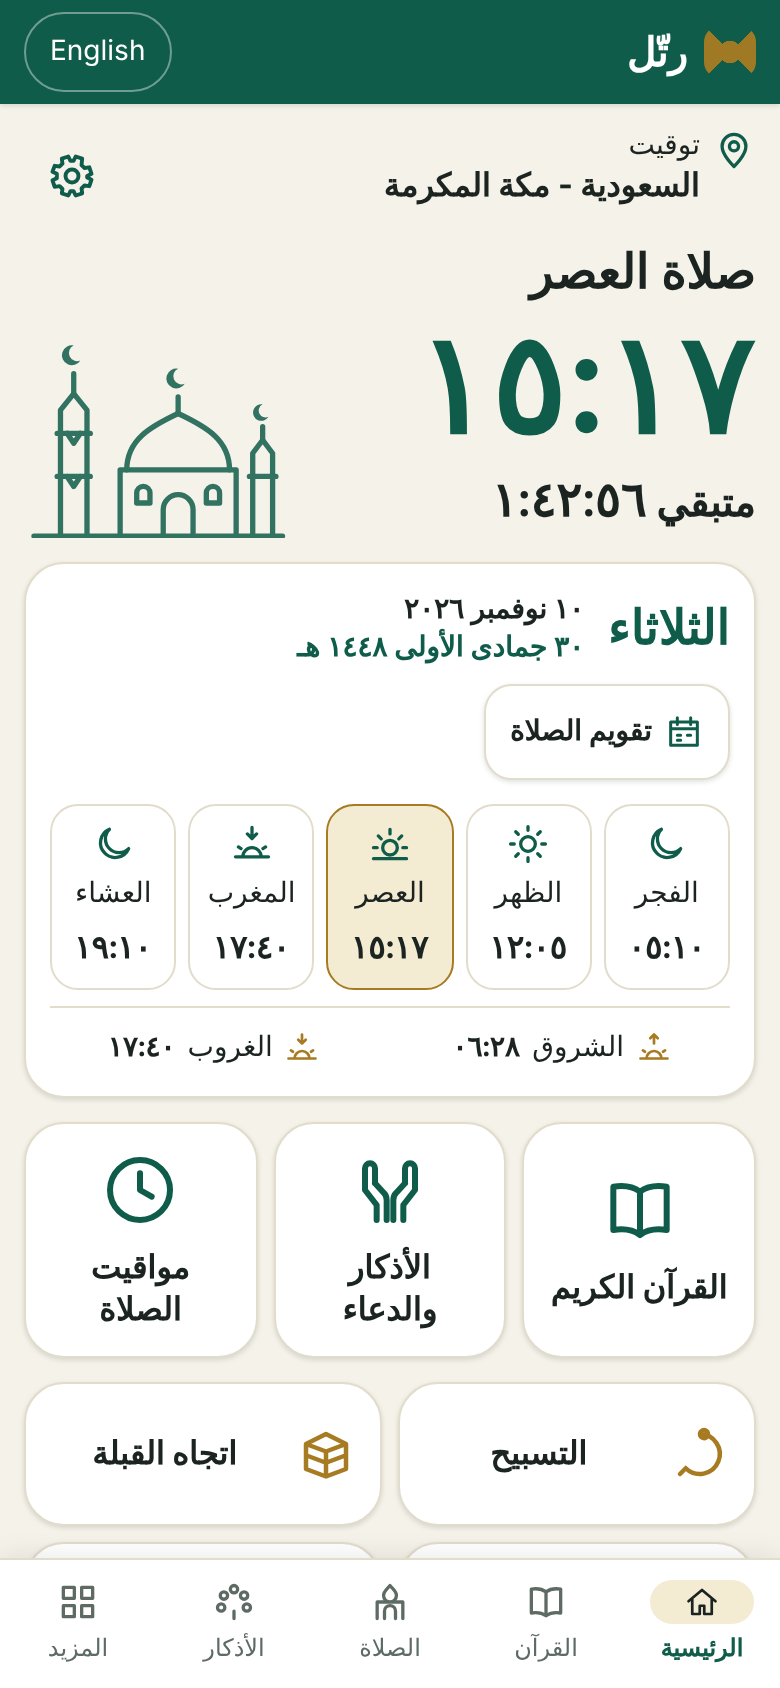 رتّل
English
توقيت
السعودية - مكة المكرمة
صلاة العصر
١٥:١٧
متبقي ١:٤٢:٥٦
الثلاثاء
١٠ نوفمبر ٢٠٢٦
٣٠ جمادى الأولى ١٤٤٨ هـ
تقويم الصلاة
الفجر
٠٥:١٠
الظهر
١٢:٠٥
العصر
١٥:١٧
المغرب
١٧:٤٠
العشاء
١٩:١٠
الشروق ٠٦:٢٨
الغروب ١٧:٤٠
القرآن الكريم
الأذكار
والدعاء
مواقيت
الصلاة
التسبيح
اتجاه القبلة
الرئيسية
القرآن
الصلاة
الأذكار
المزيد